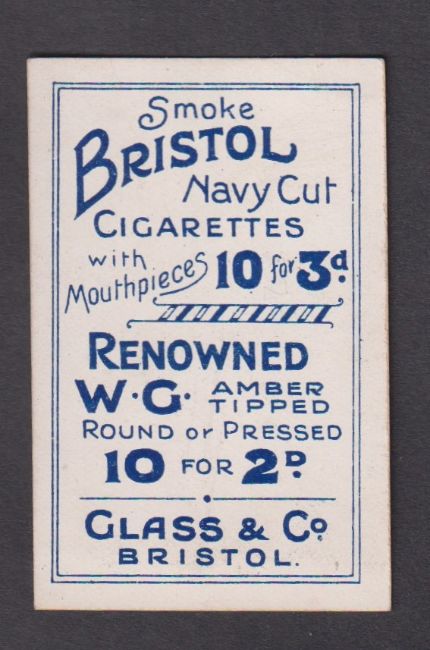 Smoke
BRISTOL
Navy Cut
CIGARETTES
with Mouthpieces 10 for 3d.
RENOWNED
W·G· AMBER TIPPED
ROUND or PRESSED
10 FOR 2D.
GLASS & Co.
BRISTOL.